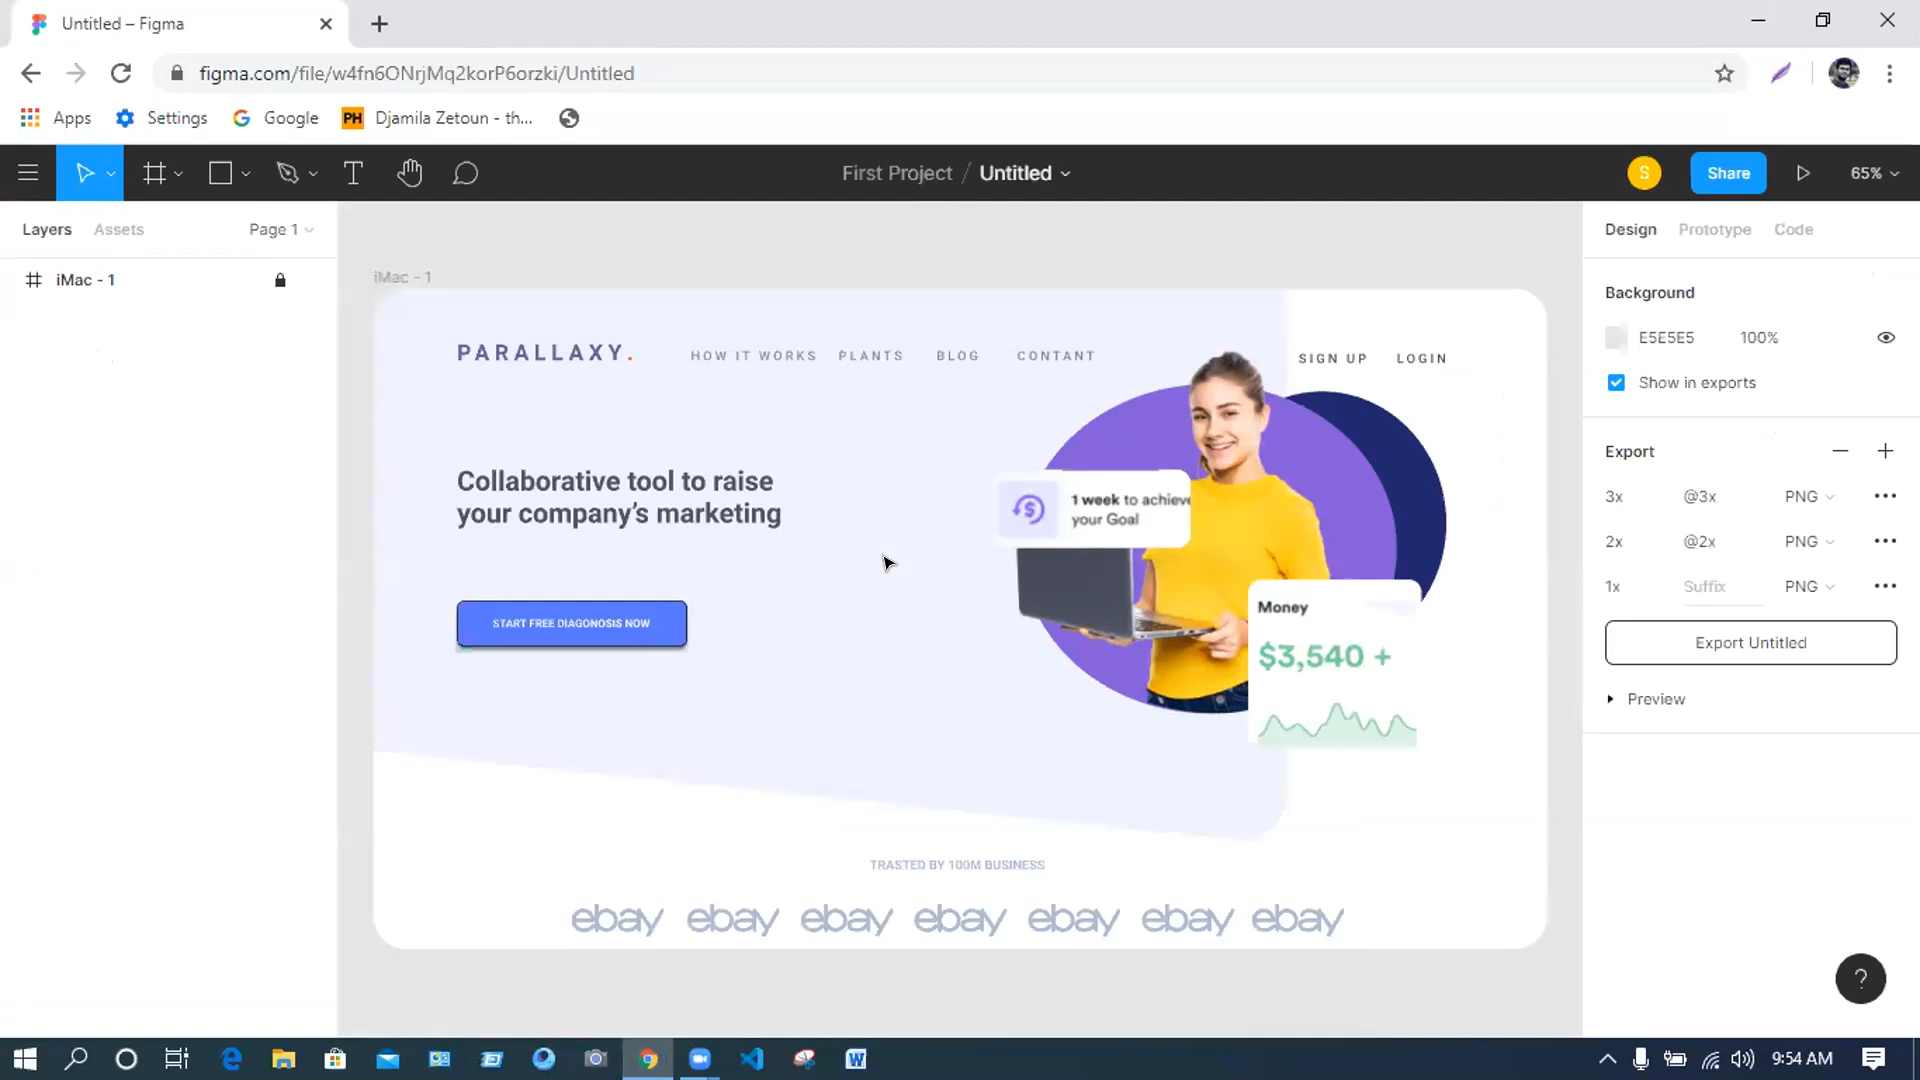 Untitled – Figma
figma.com/file/w4fn6ONrjMq2korP6orzki/Untitled
Apps Settings Google PH Djamila Zetoun - th...
First Project / Untitled S Share 65%
Layers Assets Page 1
iMac - 1
iMac - 1
PARALLAXY. HOW IT WORKS PLANTS BLOG CONTANT SIGN UP LOGIN
Collaborative tool to raise
your company's marketing
START FREE DIAGONOSIS NOW
1 week to achieve
your Goal
Money
$3,540 +
TRASTED BY 100M BUSINESS
ebay ebay ebay ebay ebay ebay ebay
Design Prototype Code
Background
E5E5E5 100%
Show in exports
Export
3x @3x PNG
2x @2x PNG
1x Suffix PNG
Export Untitled
Preview
?
9:54 AM